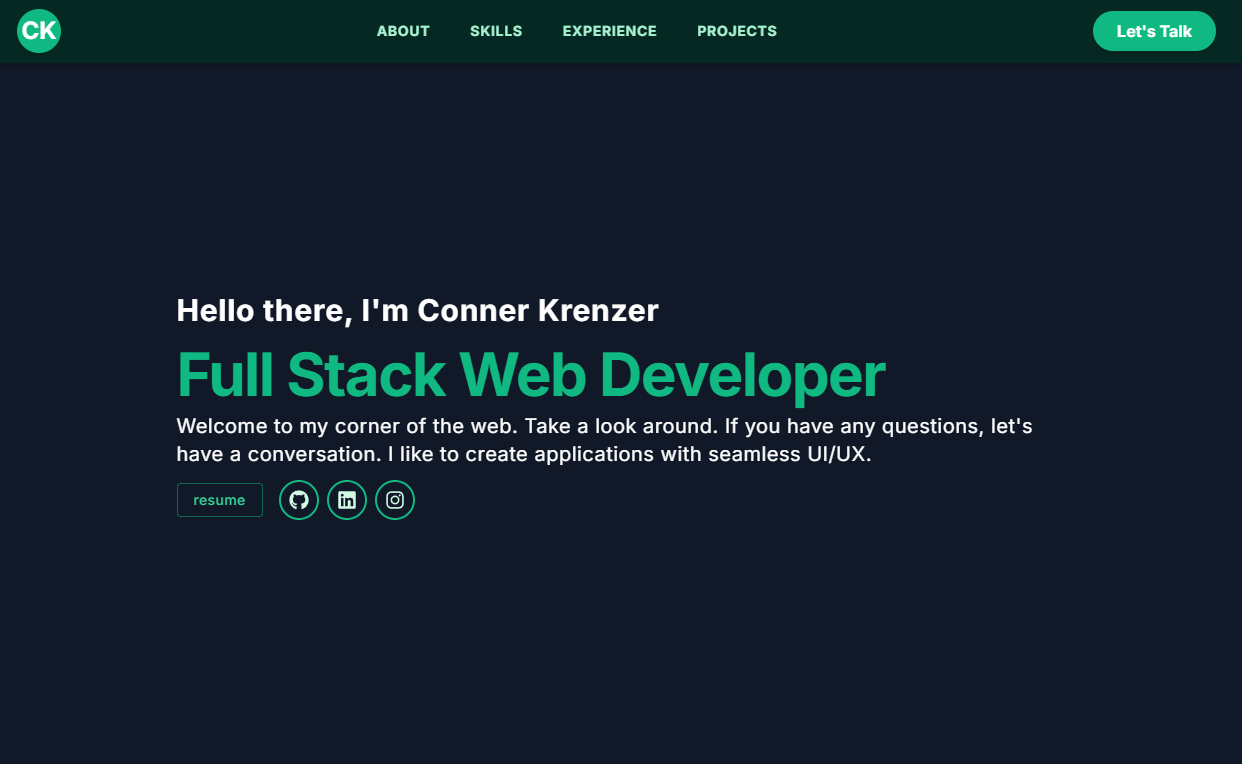 CK
ABOUT SKILLS EXPERIENCE PROJECTS
Let's Talk
Hello there, I'm Conner Krenzer
Full Stack Web Developer
Welcome to my corner of the web. Take a look around. If you have any questions, let's
have a conversation. I like to create applications with seamless UI/UX.
resume
in